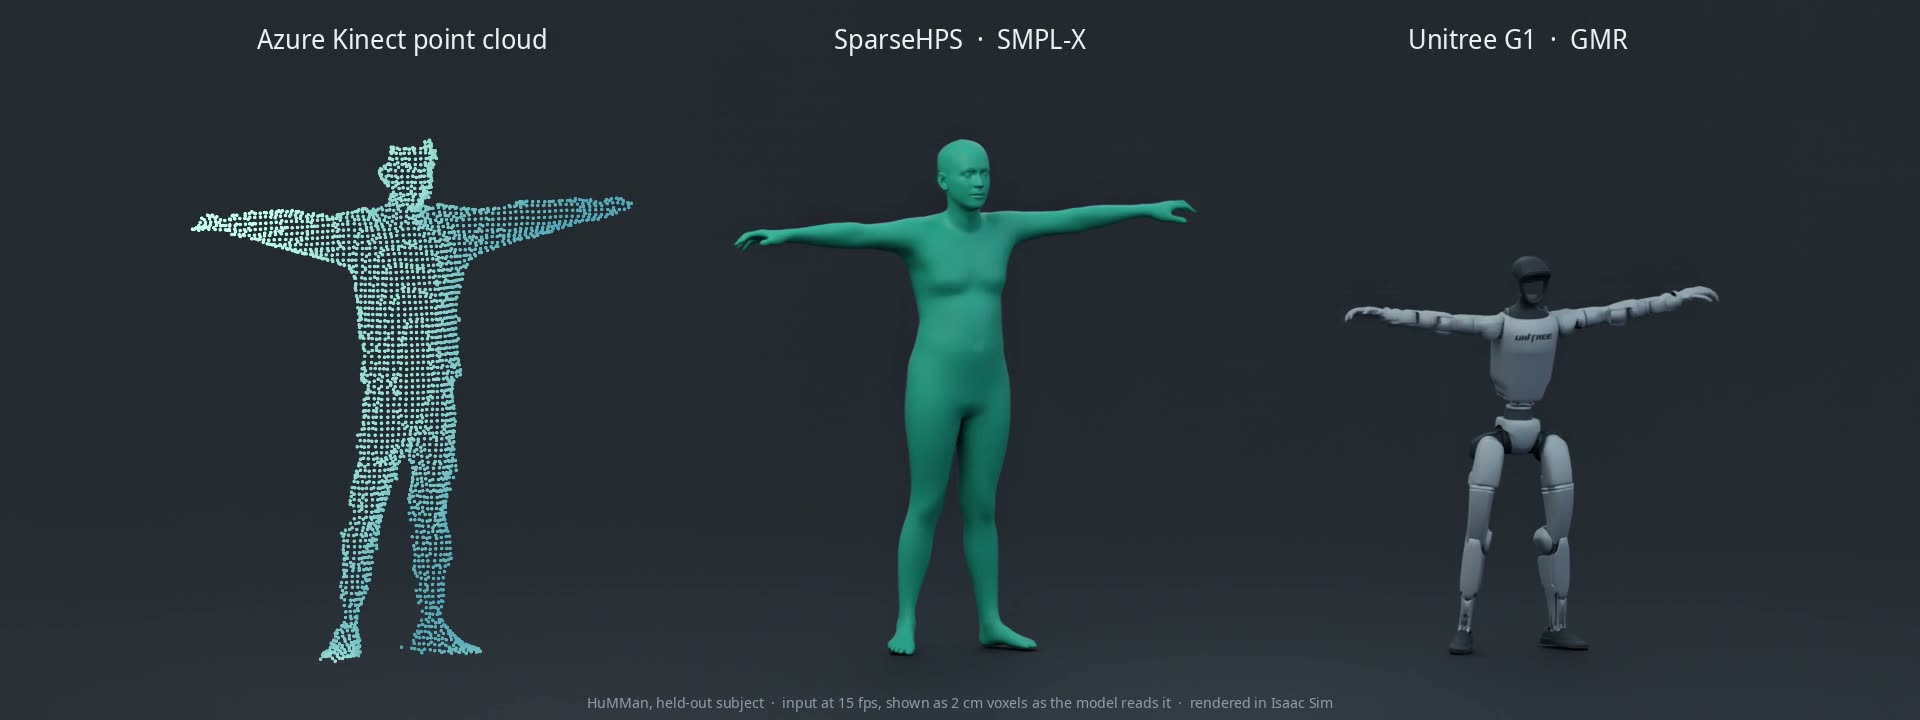 Azure Kinect point cloud
SparseHPS · SMPL-X
Unitree G1 · GMR
unitree
HuMMan, held-out subject · input at 15 fps, shown as 2 cm voxels as the model reads it · rendered in Isaac Sim